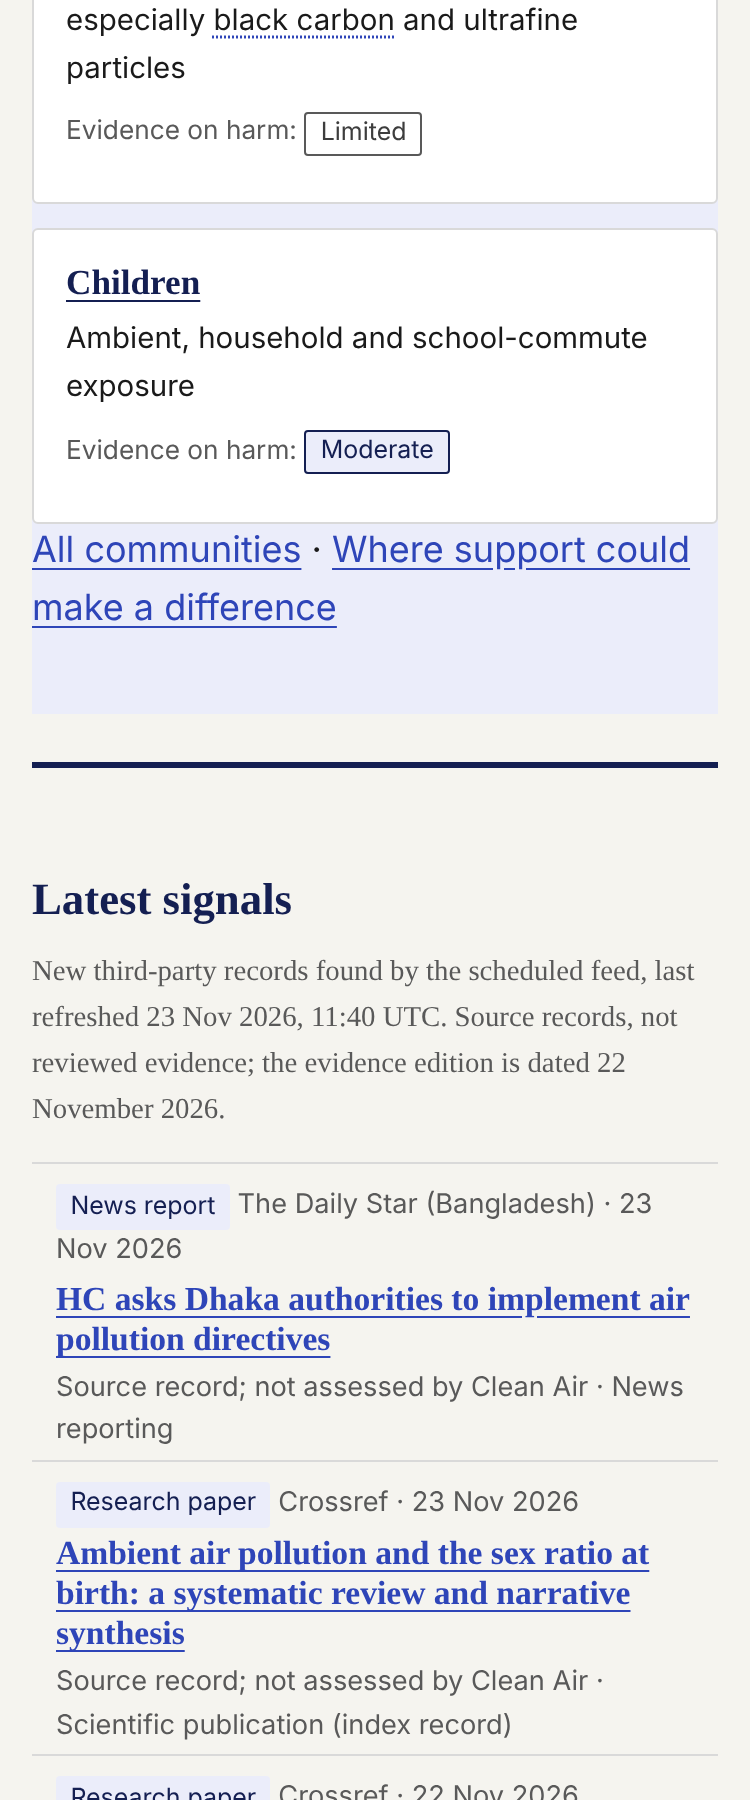 especially black carbon and ultrafine
particles
Evidence on harm: Limited
Children
Ambient, household and school-commute
exposure
Evidence on harm: Moderate
All communities · Where support could
make a difference
Latest signals
New third-party records found by the scheduled feed, last
refreshed 23 Nov 2026, 11:40 UTC. Source records, not
reviewed evidence; the evidence edition is dated 22
November 2026.
News report The Daily Star (Bangladesh) · 23
Nov 2026
HC asks Dhaka authorities to implement air
pollution directives
Source record; not assessed by Clean Air · News
reporting
Research paper Crossref · 23 Nov 2026
Ambient air pollution and the sex ratio at
birth: a systematic review and narrative
synthesis
Source record; not assessed by Clean Air ·
Scientific publication (index record)
Research paper Crossref · 22 Nov 2026